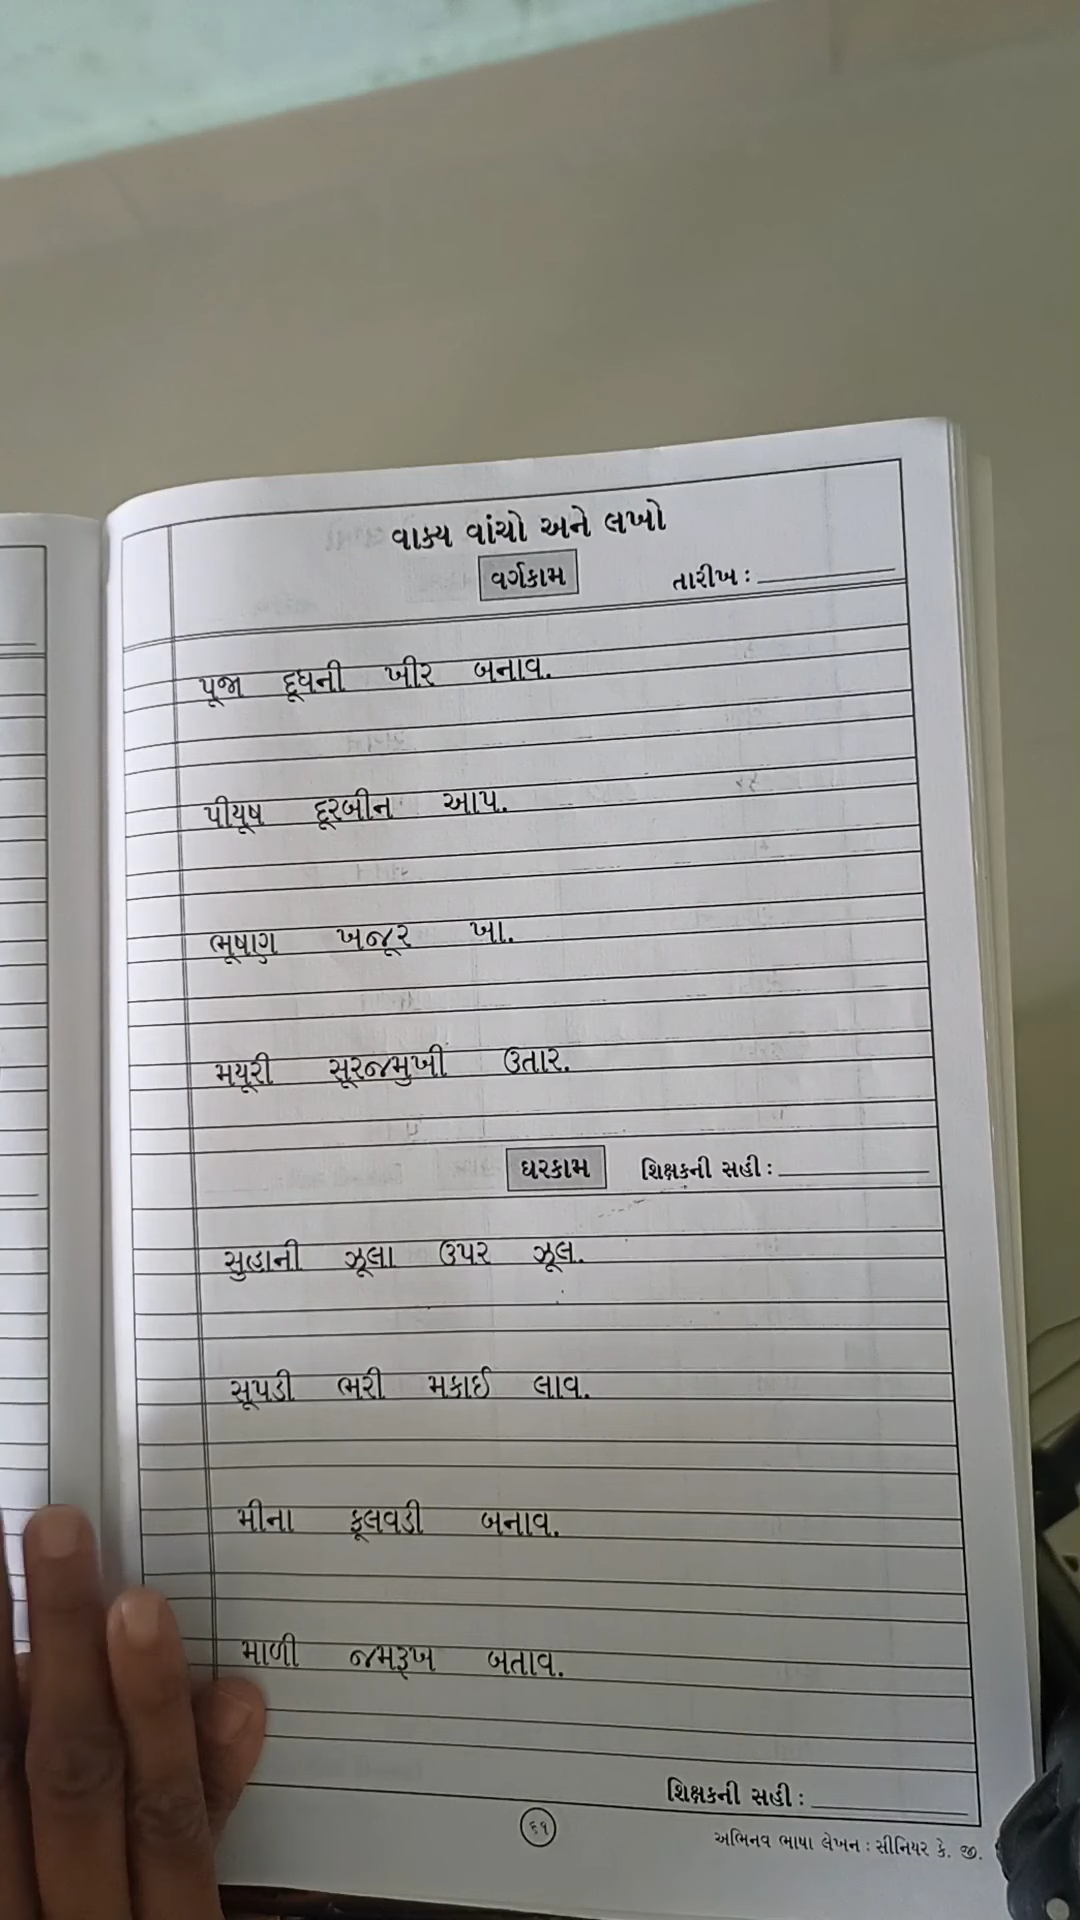 વાક્ય વાંચો અને લખો
વર્ગકામ
તારીખ :
પૂજા દૂધની ખીર બનાવ.
પીયૂષ દૂરબીન આપ.
ભૂષાણ ખજૂર ખા.
મયૂરી સૂરજમુખી ઉતાર.
ઘરકામ
શિક્ષકની સહી :
સુહાની ઝૂલા ઉપર ઝૂલ.
સૂપડી ભરી મકાઈ લાવ.
મીના ફૂલવડી બનાવ.
માળી જમરૂખ બતાવ.
શિક્ષકની સહી :
૬૧
અભિનવ ભાષા લેખન : સીનિયર કે. જી.